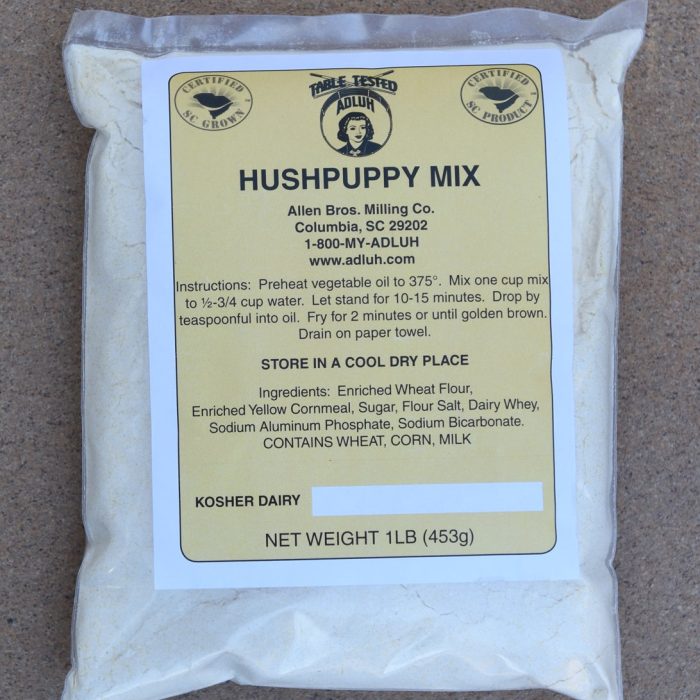 CERTIFIED
SC GROWN
TABLE TESTED
ADLUH
CERTIFIED
SC PRODUCT
HUSHPUPPY MIX
Allen Bros. Milling Co.
Columbia, SC 29202
1-800-MY-ADLUH
www.adluh.com
Instructions: Preheat vegetable oil to 375°. Mix one cup mix
to ½-3/4 cup water. Let stand for 10-15 minutes. Drop by
teaspoonful into oil. Fry for 2 minutes or until golden brown.
Drain on paper towel.
STORE IN A COOL DRY PLACE
Ingredients: Enriched Wheat Flour,
Enriched Yellow Cornmeal, Sugar, Flour Salt, Dairy Whey,
Sodium Aluminum Phosphate, Sodium Bicarbonate.
CONTAINS WHEAT, CORN, MILK
KOSHER DAIRY
NET WEIGHT 1LB (453g)